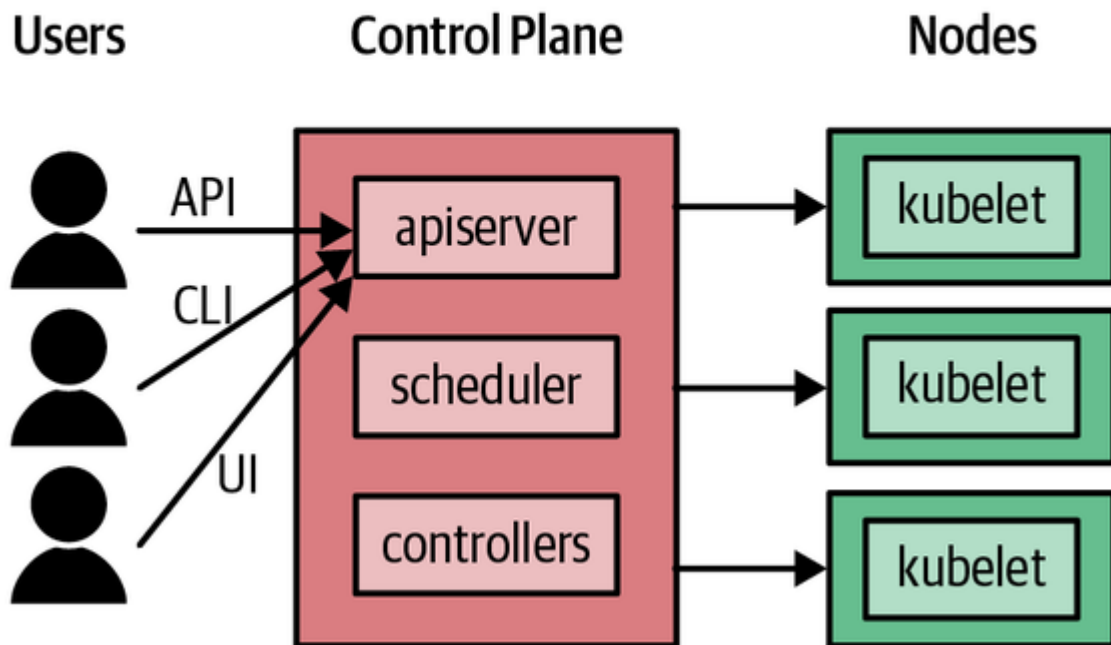 Users
Control Plane
Nodes
API
CLI
UI
apiserver
scheduler
controllers
kubelet
kubelet
kubelet